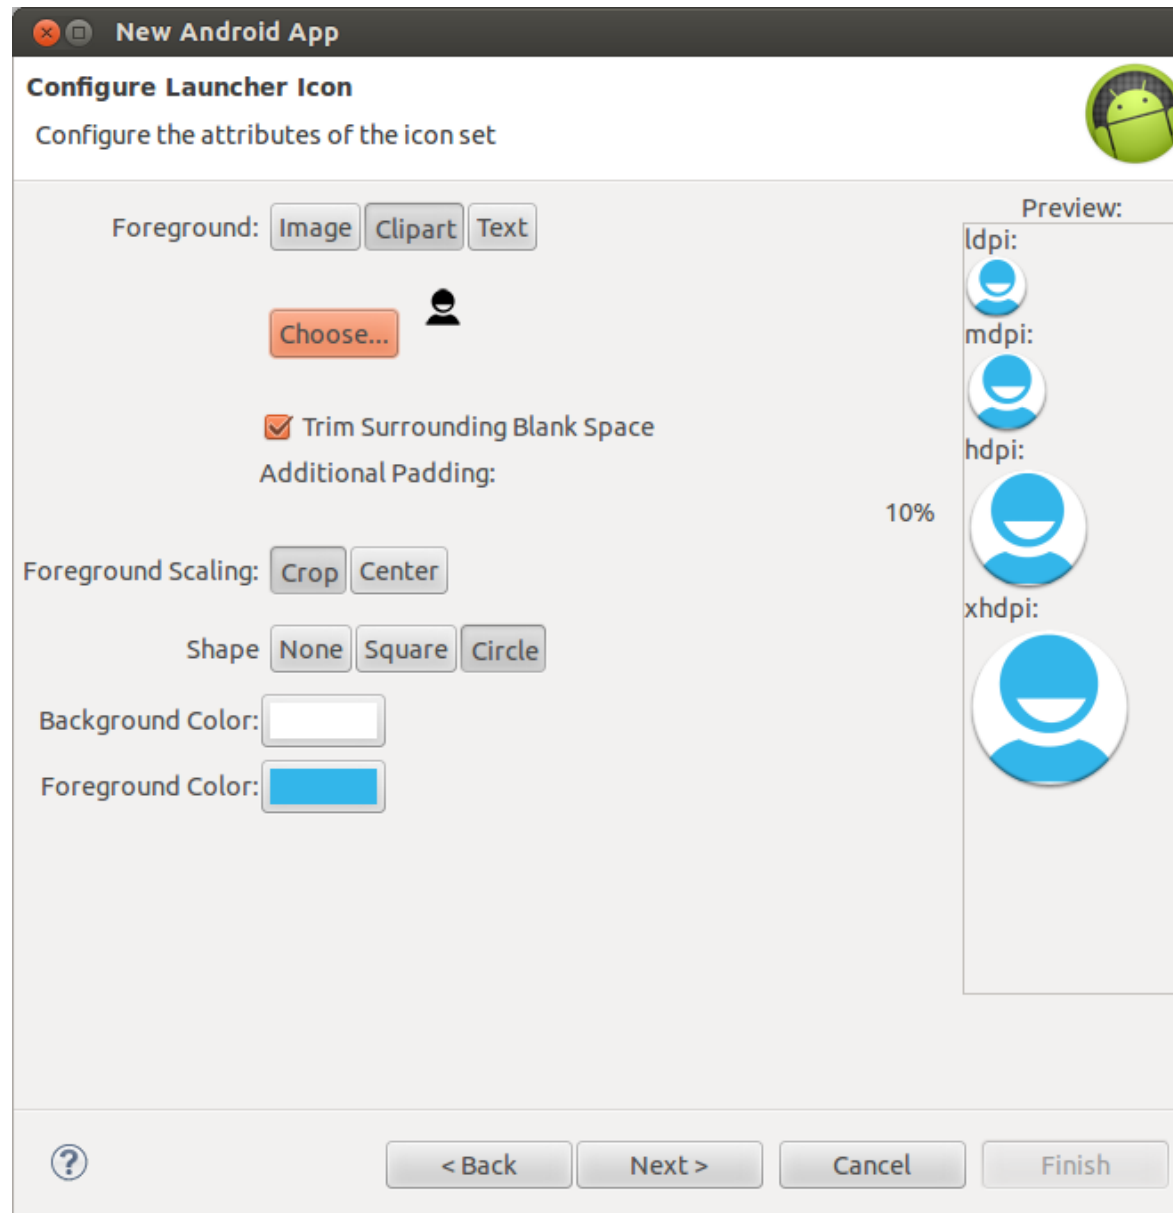 New Android App
Configure Launcher Icon
Configure the attributes of the icon set
Foreground: Image Clipart Text
Choose...
Trim Surrounding Blank Space
Additional Padding:
10%
Foreground Scaling: Crop Center
Shape None Square Circle
Background Color:
Foreground Color:
Preview:
ldpi:
mdpi:
hdpi:
xhdpi:
? < Back Next > Cancel Finish